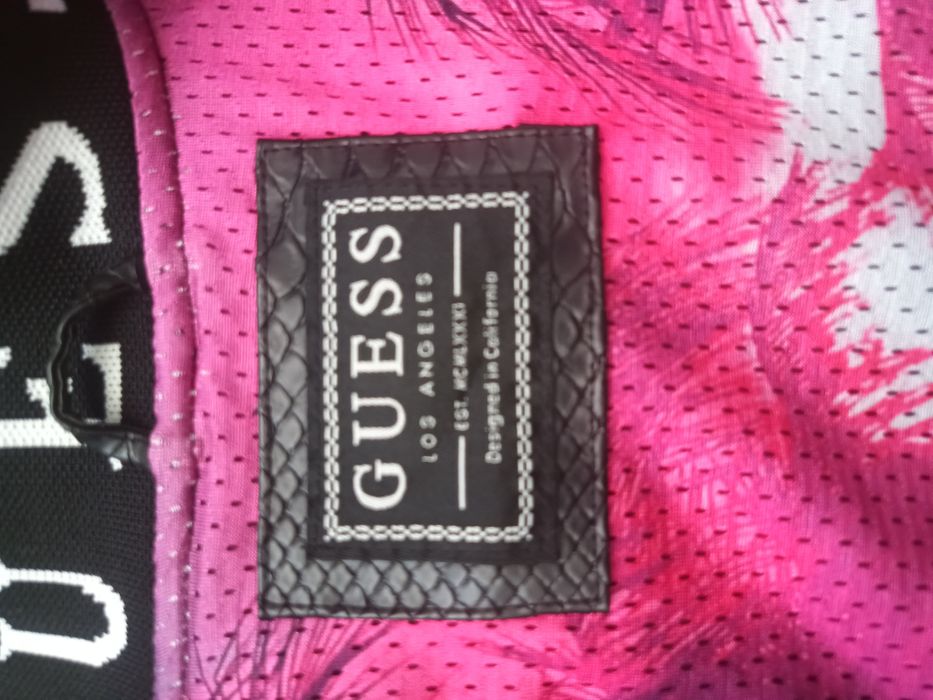 GUESS
LOS ANGELES
EST. MCMLXXXI
Designed in California